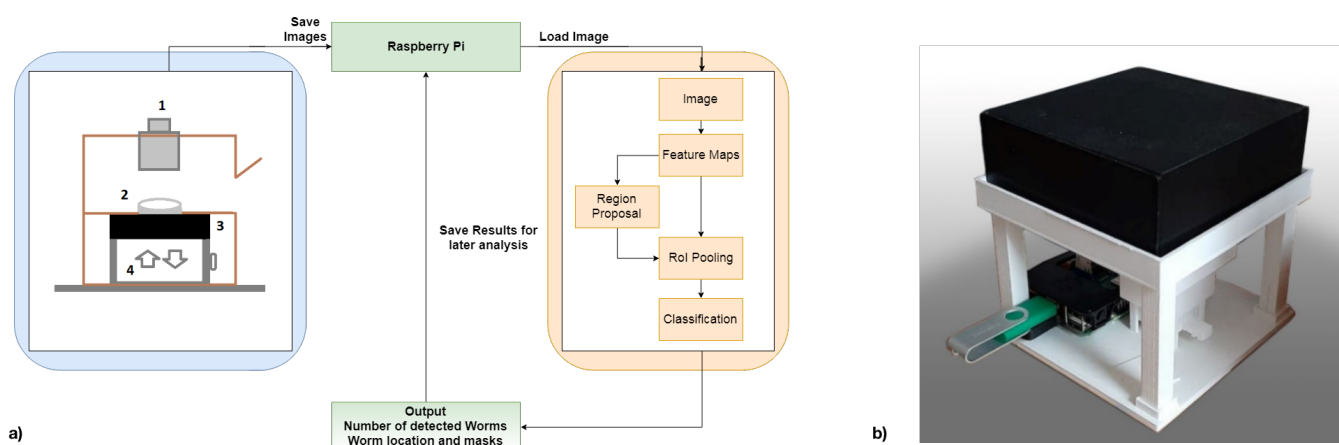 Save
Images
Raspberry Pi
Load Image
1
2
3
4
Image
Feature Maps
Region
Proposal
RoI Pooling
Classification
Save Results for
later analysis
Output
Number of detected Worms
Worm location and masks
a)
b)